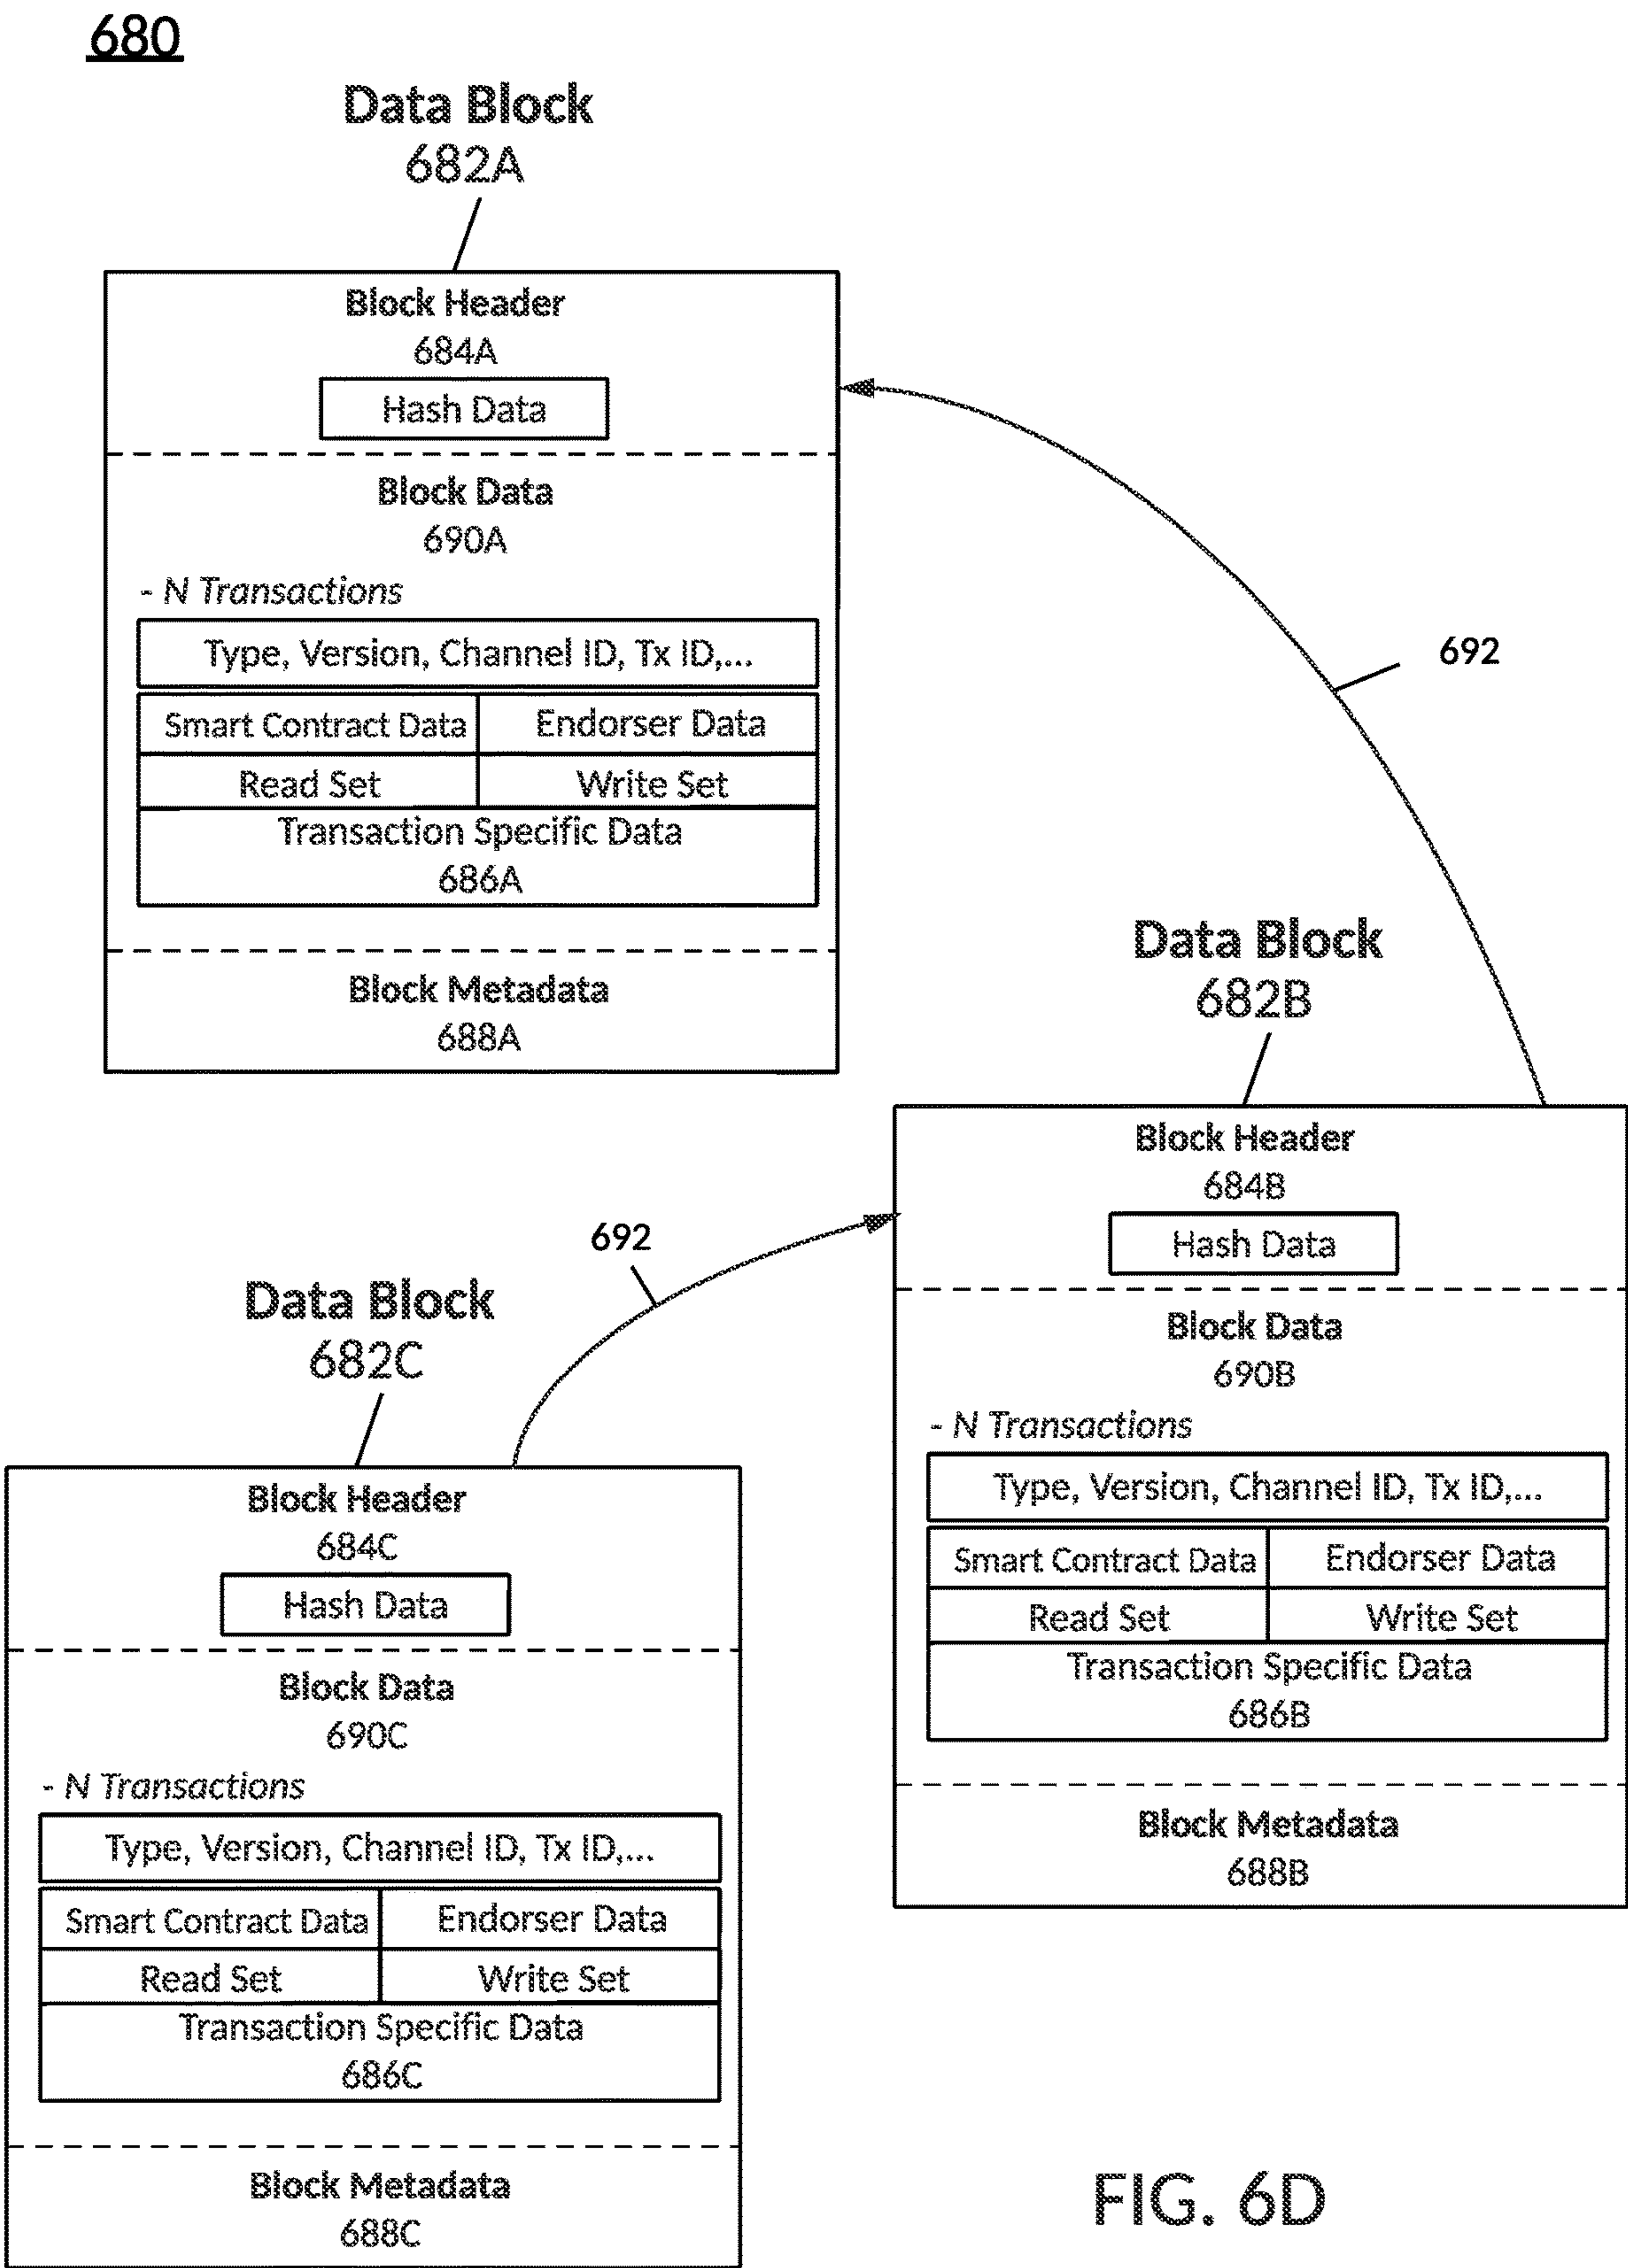 680
Data Block
682A
Block Header
684A
Hash Data
Block Data
690A
- N Transactions
Type, Version, Channel ID, Tx ID,...
Smart Contract Data
Endorser Data
Read Set
Write Set
Transaction Specific Data
686A
Block Metadata
688A
692
Data Block
682B
Block Header
684B
Hash Data
Block Data
690B
- N Transactions
Type, Version, Channel ID, Tx ID,...
Smart Contract Data
Endorser Data
Read Set
Write Set
Transaction Specific Data
686B
Block Metadata
688B
692
Data Block
682C
Block Header
684C
Hash Data
Block Data
690C
- N Transactions
Type, Version, Channel ID, Tx ID,...
Smart Contract Data
Endorser Data
Read Set
Write Set
Transaction Specific Data
686C
Block Metadata
688C
FIG. 6D